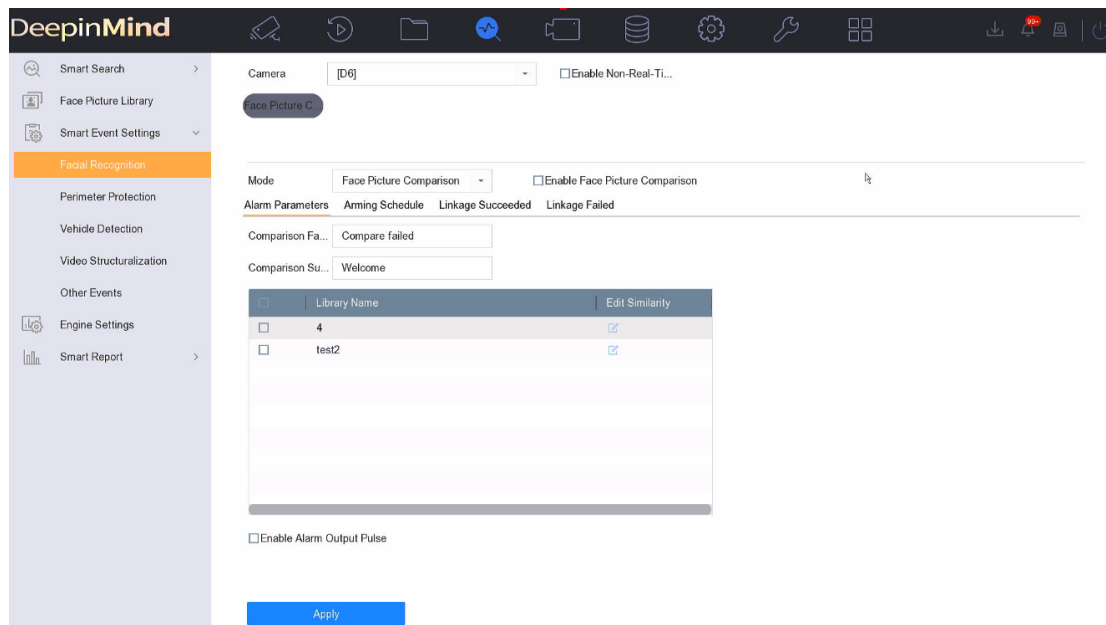 DeepinMind
99+
Smart Search
Face Picture Library
Smart Event Settings
Facial Recognition
Perimeter Protection
Vehicle Detection
Video Structuralization
Other Events
Engine Settings
Smart Report
Camera [D6] Enable Non-Real-Ti...
Face Picture C...
Mode Face Picture Comparison Enable Face Picture Comparison
Alarm Parameters Arming Schedule Linkage Succeeded Linkage Failed
Comparison Fa... Compare failed
Comparison Su... Welcome
Library Name Edit Similarity
4
test2
Enable Alarm Output Pulse
Apply